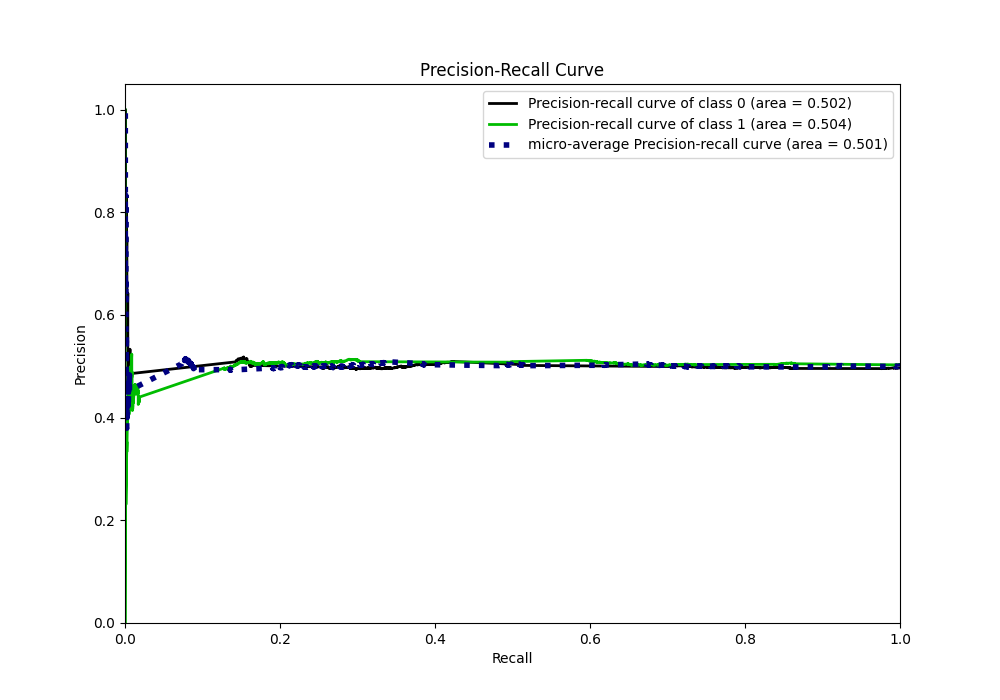 Precision-Recall Curve
Precision-recall curve of class 0 (area = 0.502)
Precision-recall curve of class 1 (area = 0.504)
micro-average Precision-recall curve (area = 0.501)
1.0
0.8
0.6
0.4
0.2
0.0
Precision
0.0 0.2 0.4 0.6 0.8 1.0
Recall